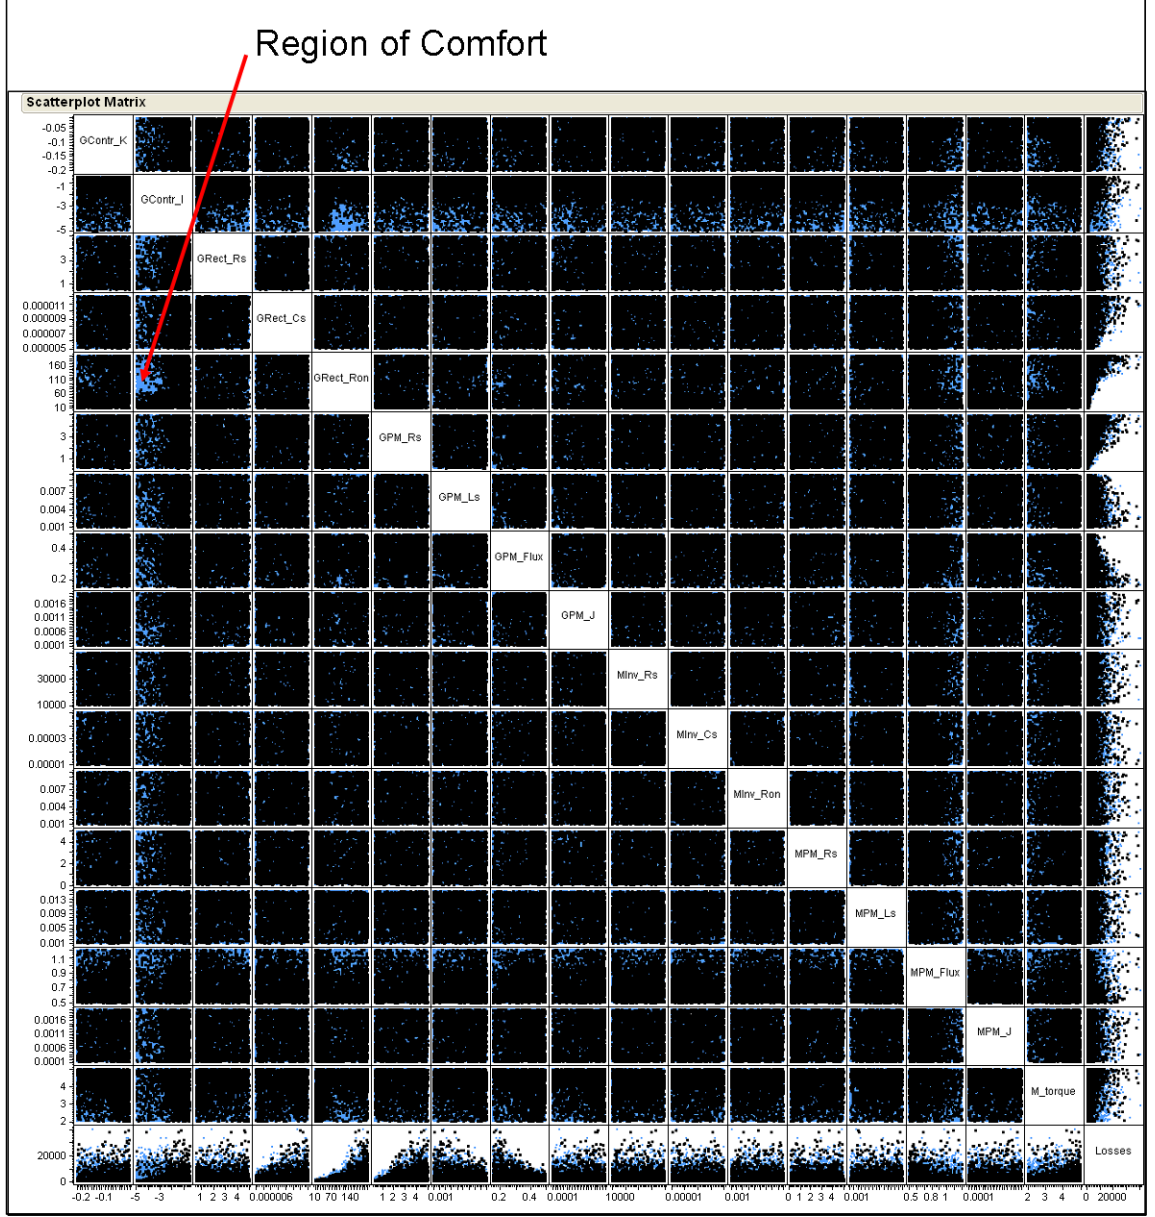 Region of Comfort
Scatterplot Matrix
-0.05
-0.1
-0.15
-0.2
GContr_K
-1
-3
-5
GContr_I
3
1
GRect_Rs
0.000011
0.000009
0.000007
0.000005
GRect_Cs
160
110
60
10
GRect_Ron
3
1
GPM_Rs
0.007
0.004
0.001
GPM_Ls
0.4
0.2
GPM_Flux
0.0016
0.0011
0.0006
0.0001
GPM_J
30000
10000
MInv_Rs
0.00003
0.00001
MInv_Cs
0.007
0.004
0.001
MInv_Ron
4
2
0
MPM_Rs
0.013
0.009
0.005
0.001
MPM_Ls
1.1
0.9
0.7
0.5
MPM_Flux
0.0016
0.0011
0.0006
0.0001
MPM_J
4
3
2
M_torque
20000
0
Losses
-0.2 -0.1 -5 -3 1 2 3 4 0.000006 10 70 140 1 2 3 4 0.001 0.2 0.4 0.0001 10000 0.00001 0.001 0 1 2 3 4 0.001 0.5 0.8 1 0.0001 2 3 4 0 20000